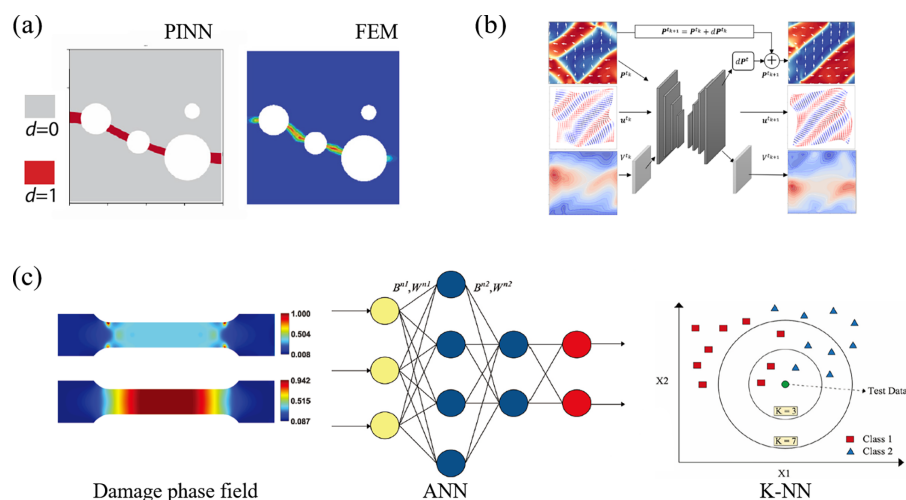 (a)
PINN
FEM
d=0
d=1
(b)
P^{t_{k+1}} = P^{t_k} + dP^{t_k}
dP^t
P^{t_k}
P^{t_{k+1}}
u^{t_k}
u^{t_{k+1}}
V^{t_k}
V^{t_{k+1}}
(c)
1.000
0.504
0.008
0.942
0.515
0.087
Damage phase field
B^{n1},W^{n1}
B^{n2},W^{n2}
ANN
X2
Test Data
K = 3
K = 7
Class 1
Class 2
X1
K-NN